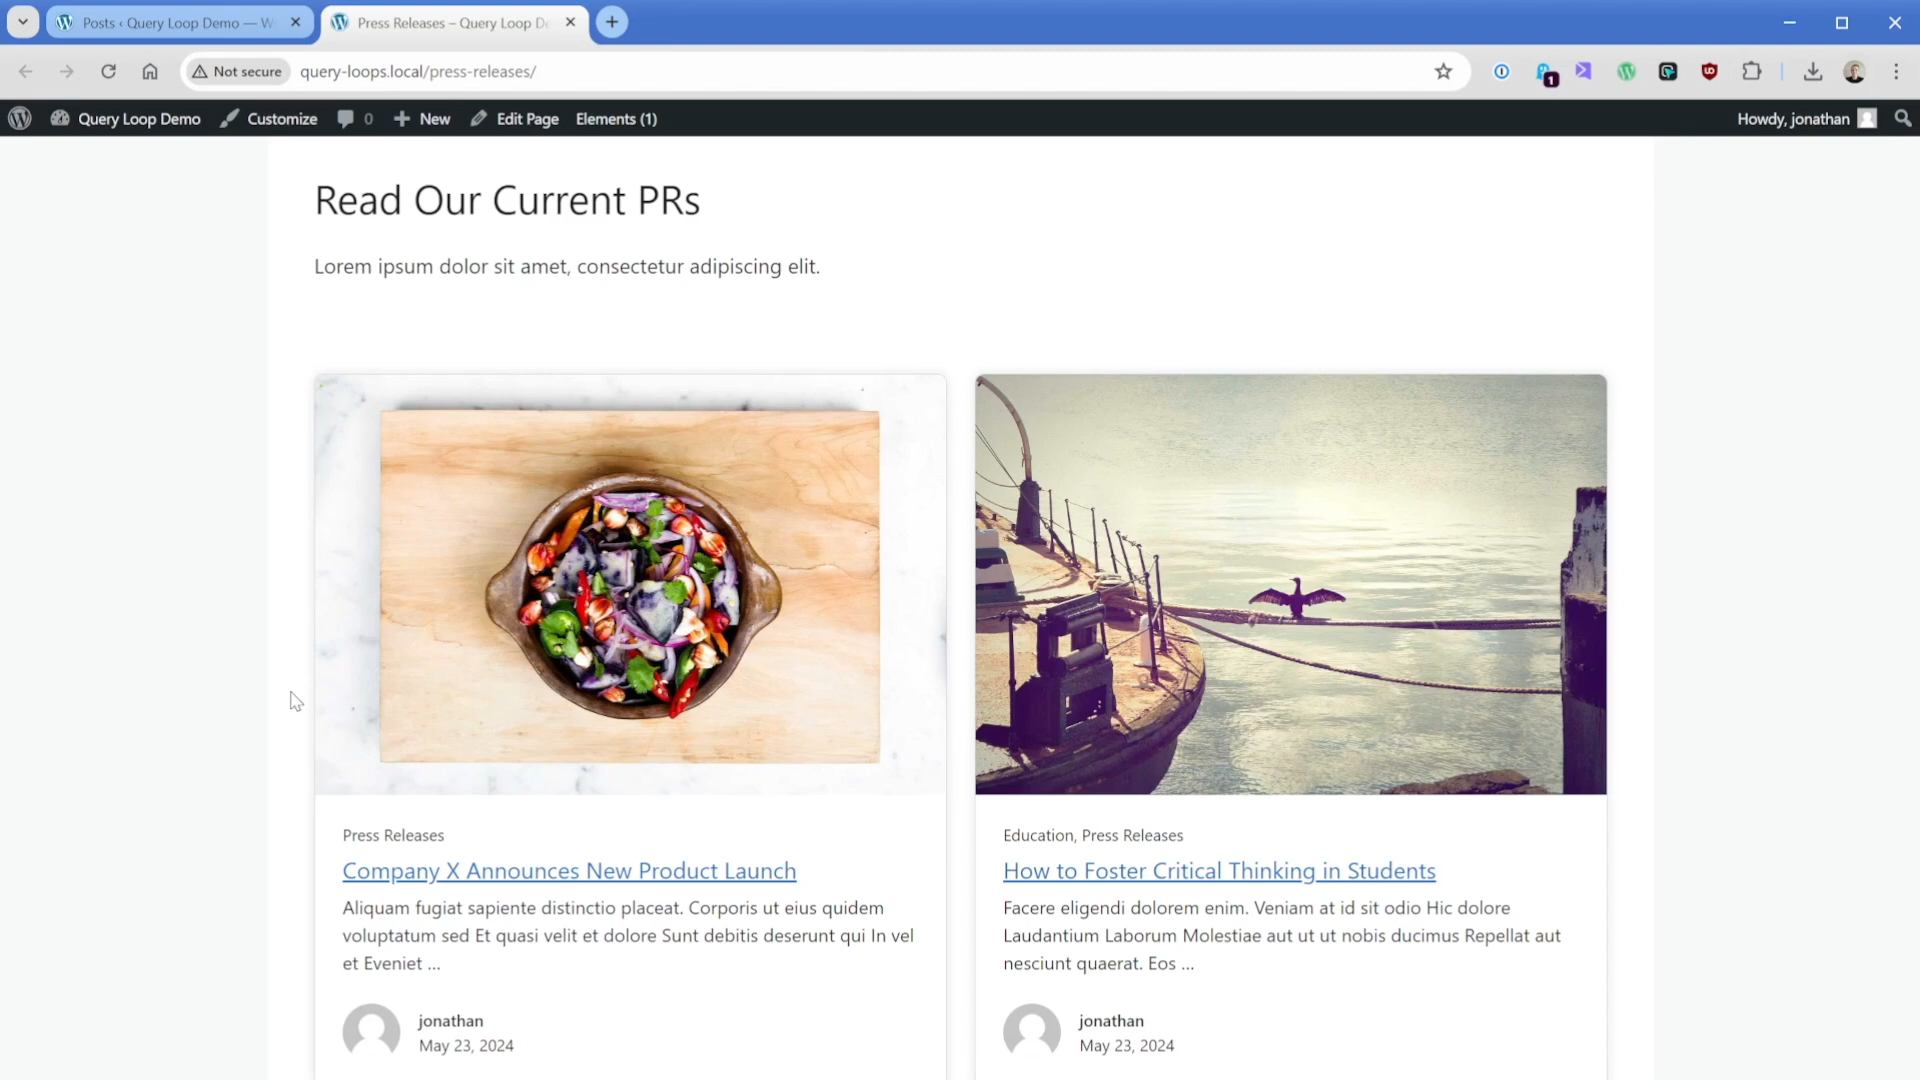 Posts ‹ Query Loop Demo — W
Press Releases – Query Loop D
Not secure
query-loops.local/press-releases/
1
Query Loop Demo
Customize
0
New
Edit Page
Elements (1)
Howdy, jonathan
Read Our Current PRs
Lorem ipsum dolor sit amet, consectetur adipiscing elit.
Press Releases
Company X Announces New Product Launch
Aliquam fugiat sapiente distinctio placeat. Corporis ut eius quidem
voluptatum sed Et quasi velit et dolore Sunt debitis deserunt qui In vel
et Eveniet ...
jonathan
May 23, 2024
Education, Press Releases
How to Foster Critical Thinking in Students
Facere eligendi dolorem enim. Veniam at id sit odio Hic dolore
Laudantium Laborum Molestiae aut ut ut nobis ducimus Repellat aut
nesciunt quaerat. Eos ...
jonathan
May 23, 2024